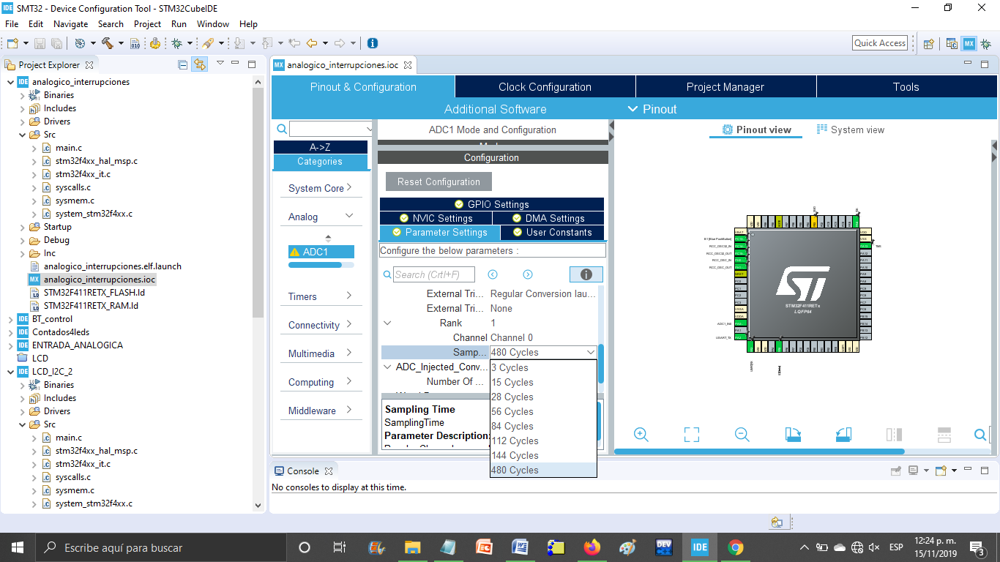 SMT32 - Device Configuration Tool - STM32CubeIDE
File Edit Navigate Search Project Run Window Help
Quick Access
Project Explorer
analogico_interrupciones
Binaries
Includes
Drivers
Src
main.c
stm32f4xx_hal_msp.c
stm32f4xx_it.c
syscalls.c
sysmem.c
system_stm32f4xx.c
Startup
Debug
Inc
analogico_interrupciones.elf.launch
analogico_interrupciones.ioc
STM32F411RETX_FLASH.ld
STM32F411RETX_RAM.ld
BT_control
Contados4leds
ENTRADA_ANALOGICA
LCD
LCD_I2C_2
Binaries
Includes
Drivers
Src
main.c
stm32f4xx_hal_msp.c
stm32f4xx_it.c
syscalls.c
sysmem.c
system_stm32f4xx.c
analogico_interrupciones.ioc
Pinout & Configuration Clock Configuration Project Manager Tools
Additional Software Pinout
A->Z
Categories
System Core
Analog
ADC1
Timers
Connectivity
Multimedia
Computing
Middleware
ADC1 Mode and Configuration
Configuration
Reset Configuration
GPIO Settings
NVIC Settings DMA Settings
Parameter Settings User Constants
Configure the below parameters :
Search (Crtl+F)
External Tri... Regular Conversion lau...
External Tri... None
Rank 1
Channel Channel 0
Samp... 480 Cycles
ADC_Injected_Conv...
Number Of ...
3 Cycles
15 Cycles
28 Cycles
56 Cycles
84 Cycles
112 Cycles
144 Cycles
480 Cycles
Sampling Time
SamplingTime
Parameter Description:
Pinout view System view
RCC_OSC32_IN
RCC_OSC32_OUT
RCC_OSC_IN
RCC_OSC_OUT
ADC1_IN0
USART_TX
TMS
STM32F411RETx
LQFP64
Console
No consoles to display at this time.
Escribe aquí para buscar
ESP
12:24 p. m.
15/11/2019
3